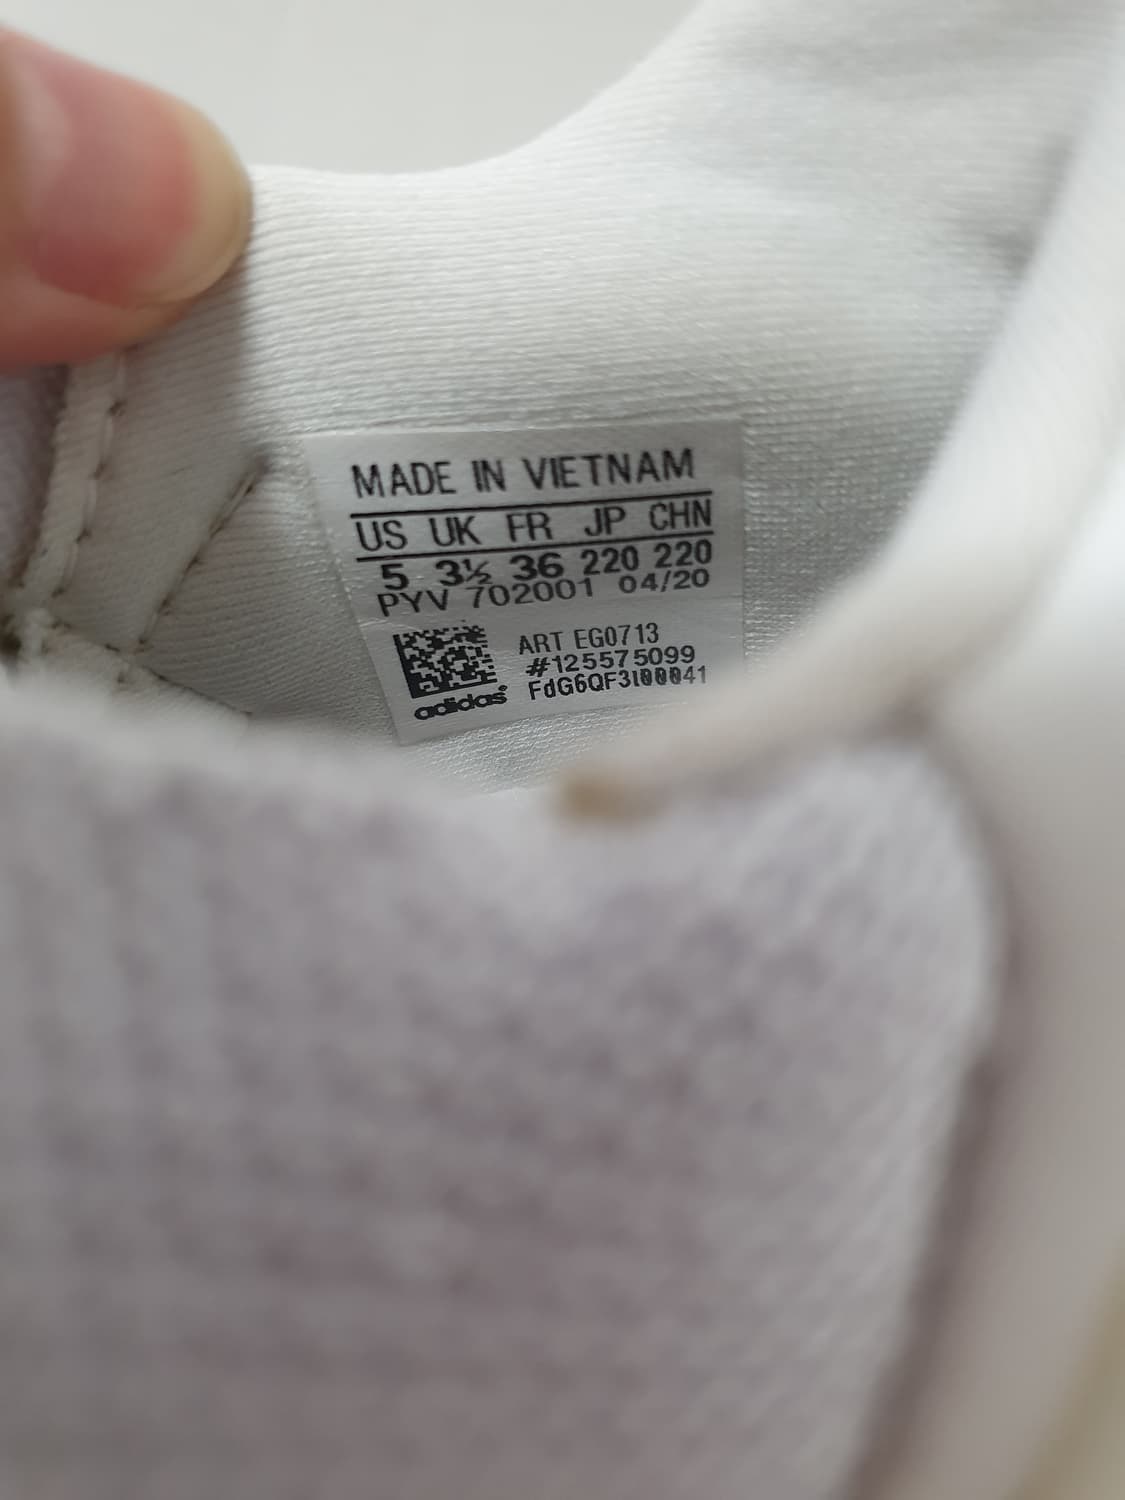 MADE IN VIETNAM
US UK FR JP CHN
5 3½ 36 220 220
PYV 702001 04/20
ART EG0713
#125575099
FdG6QF3100041
adidas